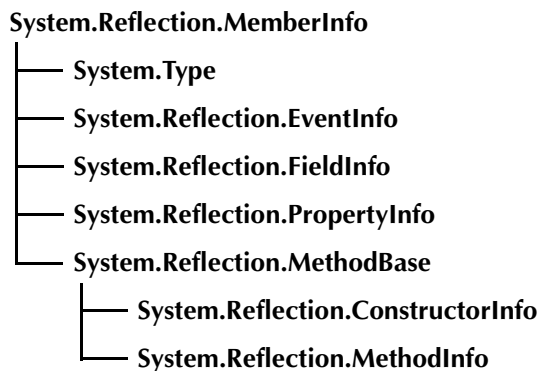 System.Reflection.MemberInfo
System.Type
System.Reflection.EventInfo
System.Reflection.FieldInfo
System.Reflection.PropertyInfo
System.Reflection.MethodBase
System.Reflection.ConstructorInfo
System.Reflection.MethodInfo